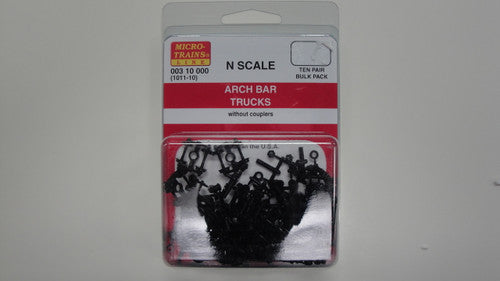 MICRO-
TRAINS®
LINE
003 10 000
(1011-10)
N SCALE
TEN PAIR
BULK PACK
ARCH BAR
TRUCKS
without couplers
in the U.S.A.